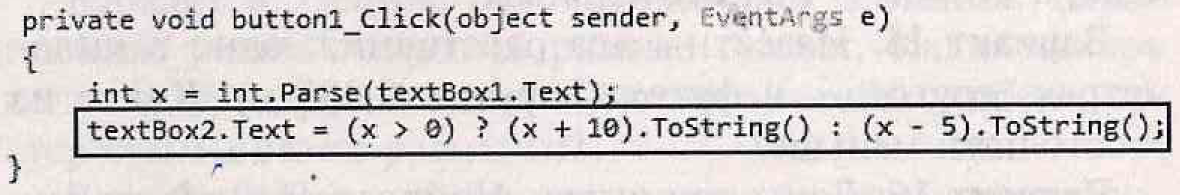 private void button1_Click(object sender, EventArgs e)
{
int x = int.Parse(textBox1.Text);
textBox2.Text = (x > 0) ? (x + 10).ToString() : (x - 5).ToString();
}